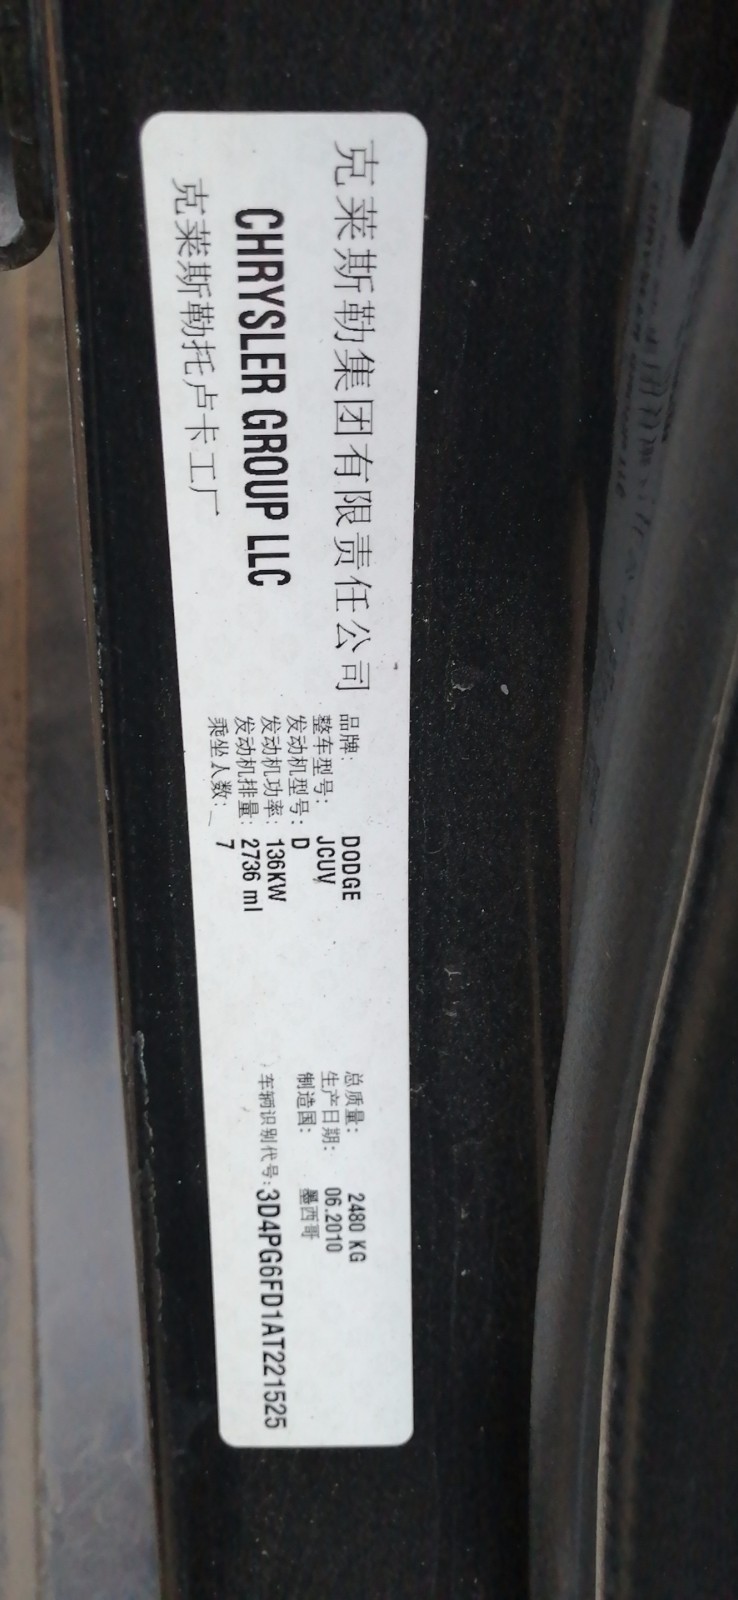 克莱斯勒集团有限责任公司
CHRYSLER GROUP LLC
克莱斯勒托卢卡工厂
品牌: DODGE
整车型号: JCUV
发动机型号: D
发动机功率: 136KW
发动机排量: 2736 ml
乘坐人数: 7
总质量: 2480 KG
生产日期: 06.2010
制造国: 墨西哥
车辆识别代号: 3D4PG6FD1AT221525